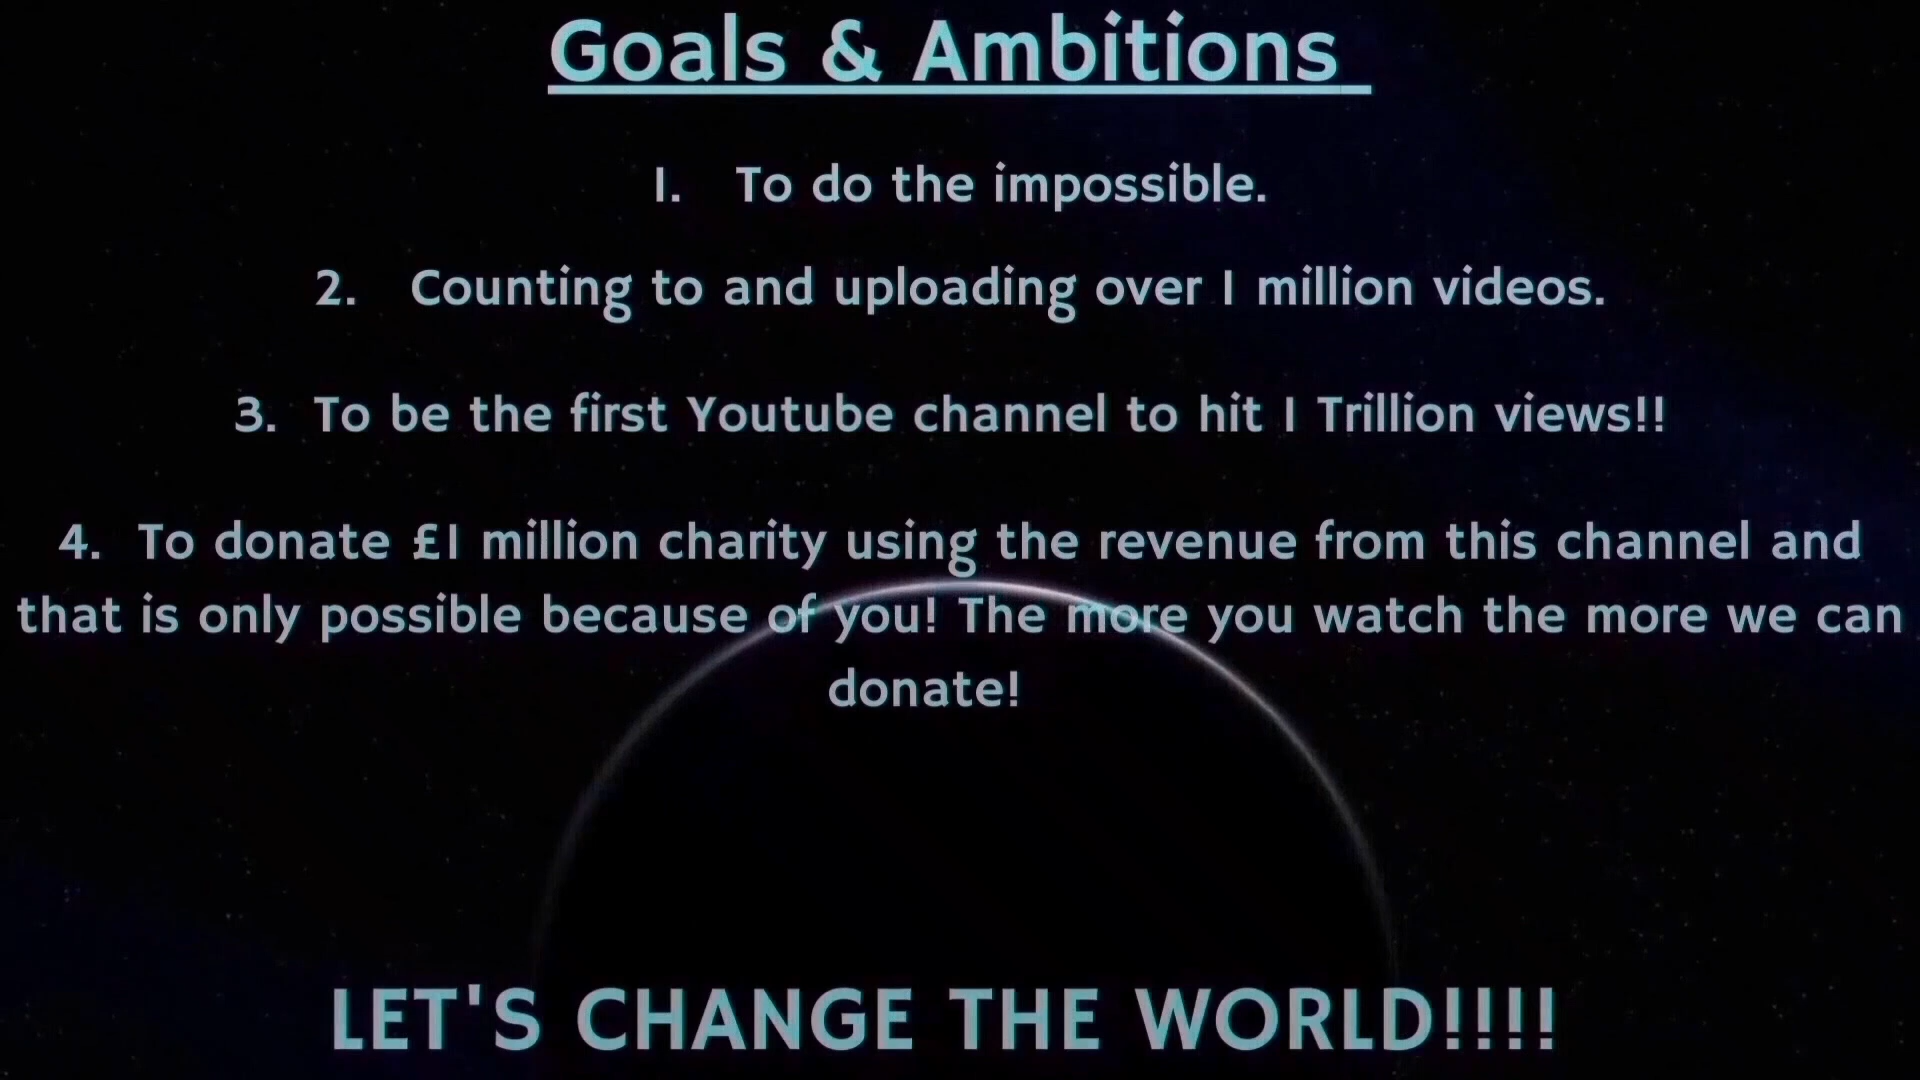 Goals & Ambitions
1. To do the impossible.
2. Counting to and uploading over 1 million videos.
3. To be the first Youtube channel to hit 1 Trillion views!!
4. To donate £1 million charity using the revenue from this channel and
that is only possible because of you! The more you watch the more we can
donate!
LET'S CHANGE THE WORLD!!!!